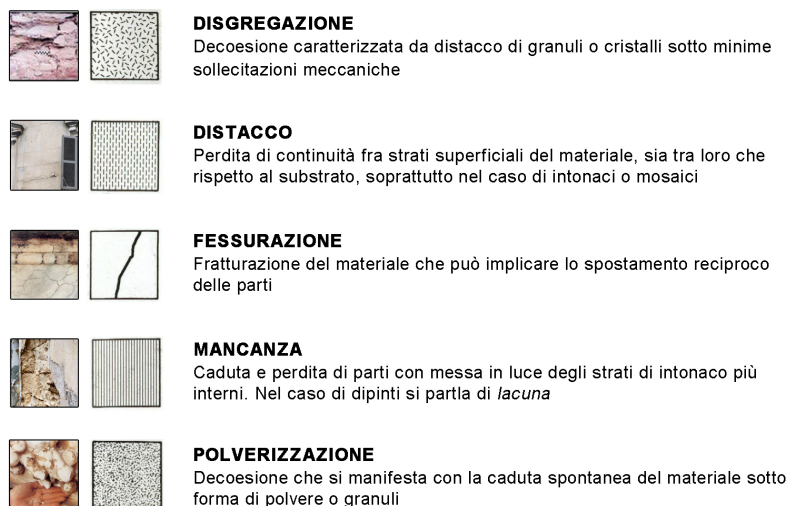 DISGREGAZIONE
Decoesione caratterizzata da distacco di granuli o cristalli sotto minime
sollecitazioni meccaniche
DISTACCO
Perdita di continuità fra strati superficiali del materiale, sia tra loro che
rispetto al substrato, soprattutto nel caso di intonaci o mosaici
FESSURAZIONE
Fratturazione del materiale che può implicare lo spostamento reciproco
delle parti
MANCANZA
Caduta e perdita di parti con messa in luce degli strati di intonaco più
interni. Nel caso di dipinti si partla di lacuna
POLVERIZZAZIONE
Decoesione che si manifesta con la caduta spontanea del materiale sotto
forma di polvere o granuli